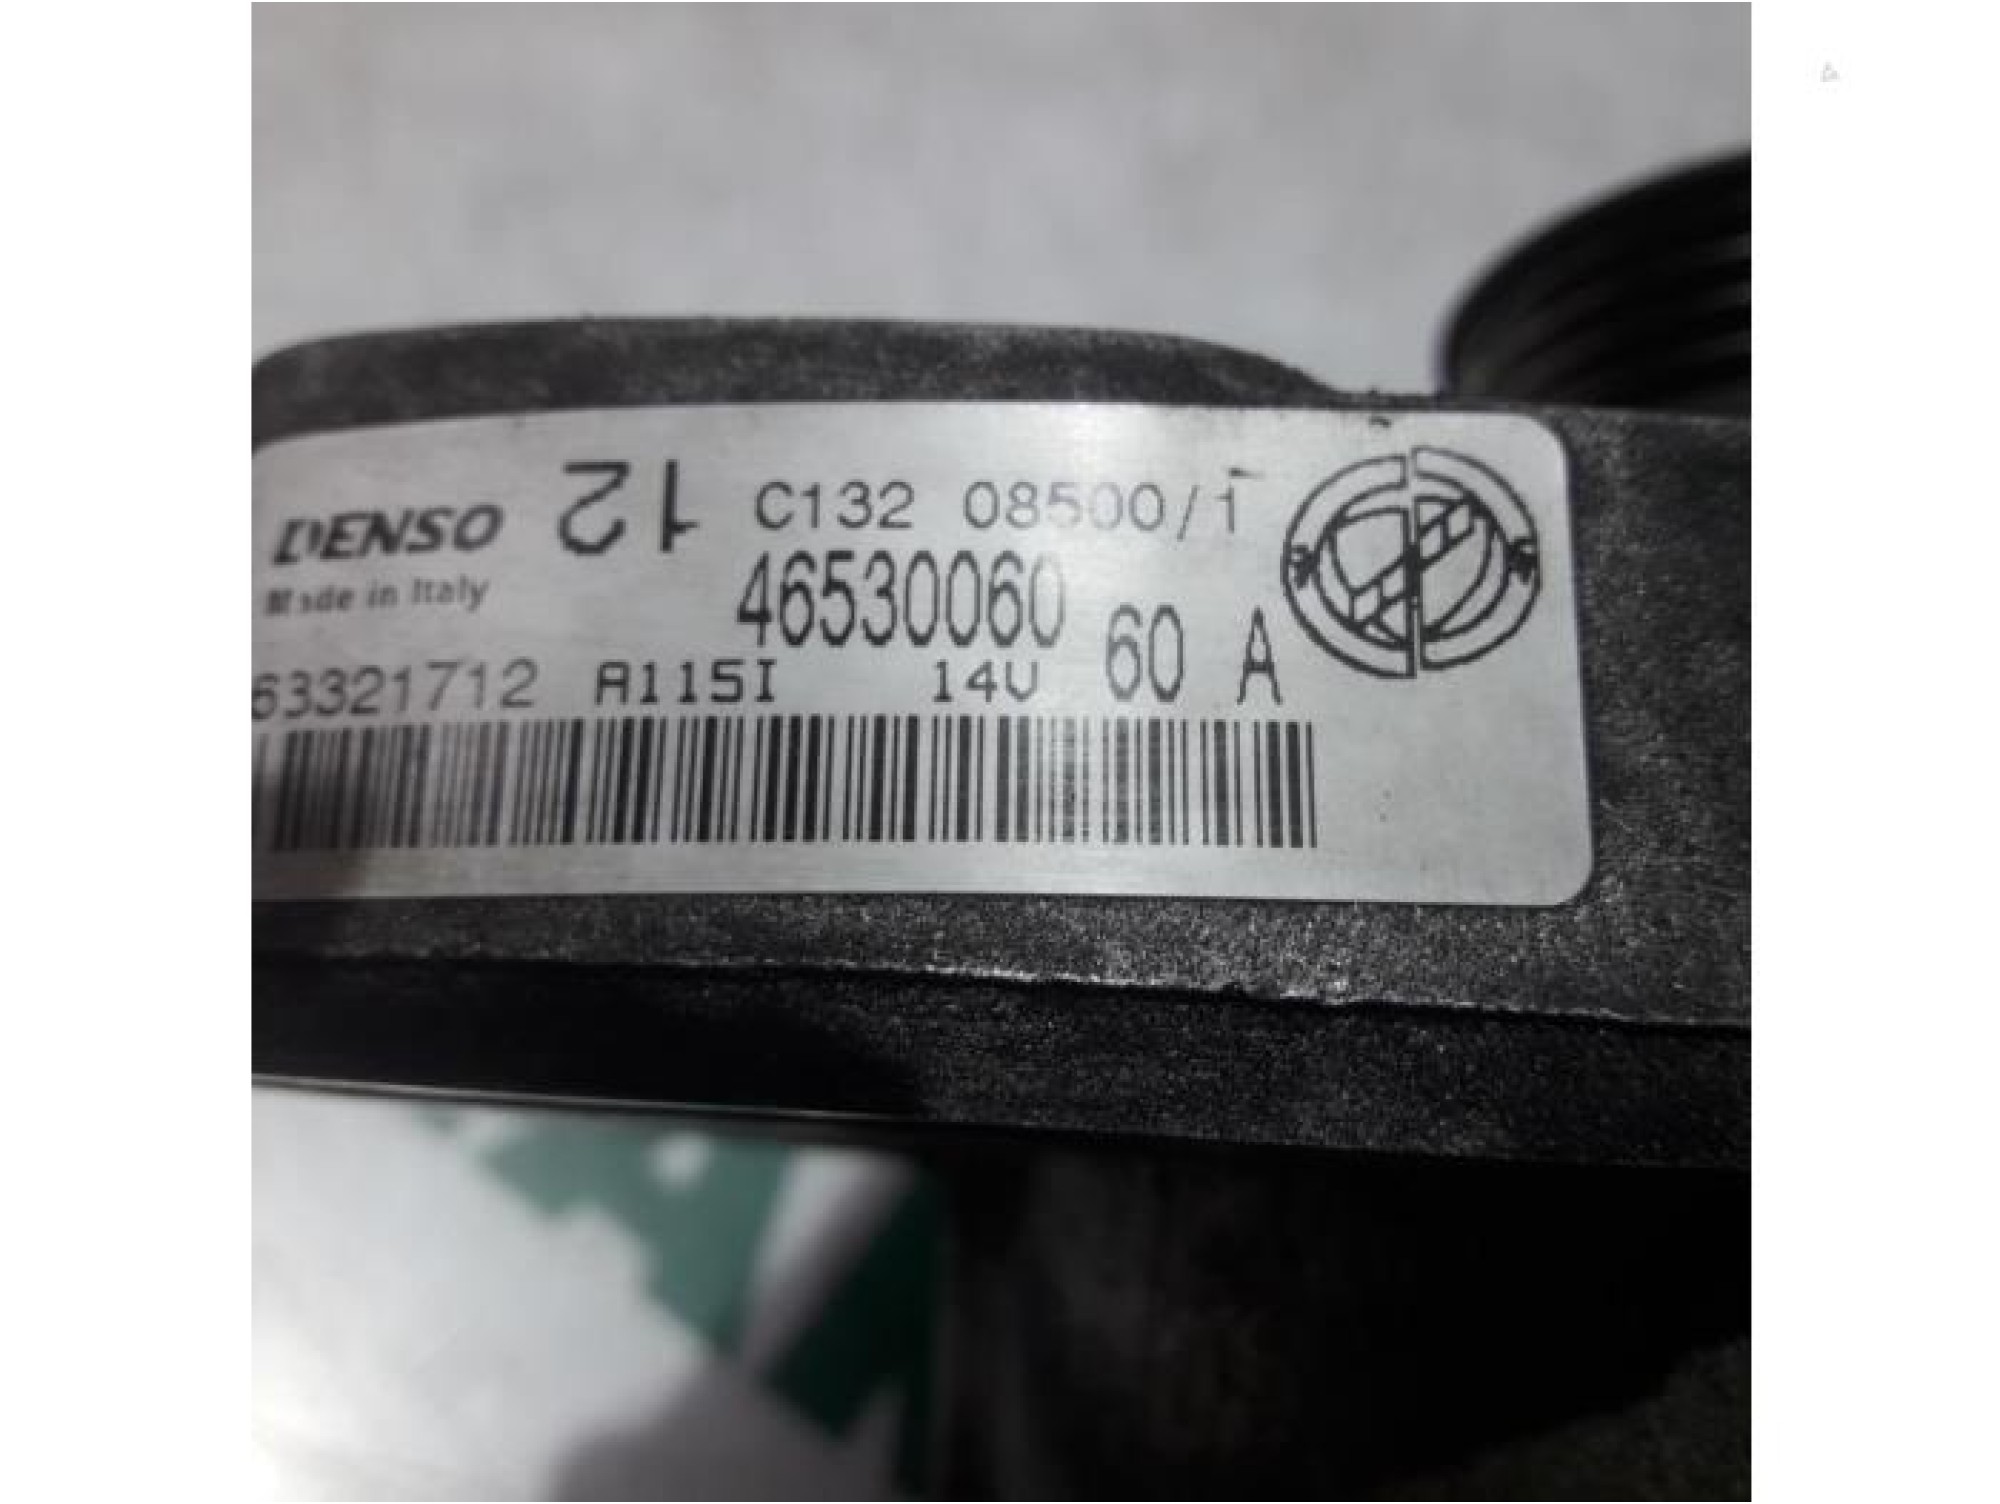 DENSO 12 C132 08500/1
Made in Italy 46530060
63321712 A115I 14V 60 A